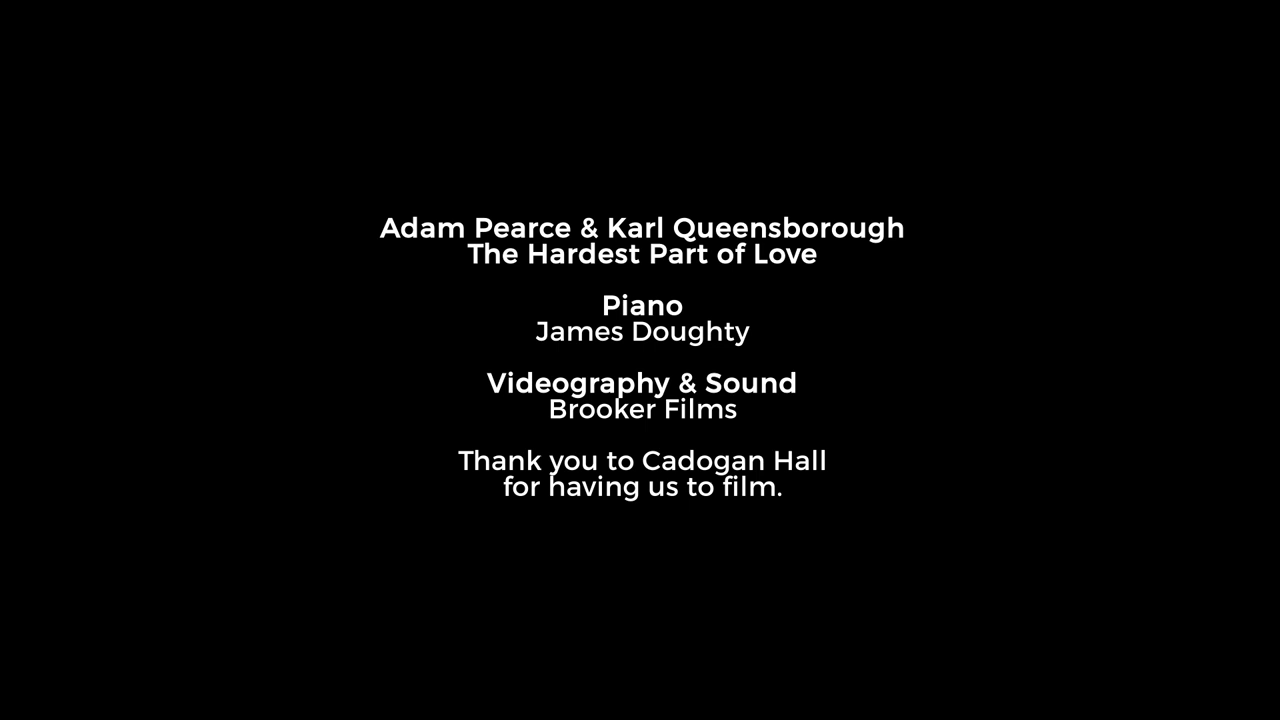 Adam Pearce & Karl Queensborough
The Hardest Part of Love
Piano
James Doughty
Videography & Sound
Brooker Films
Thank you to Cadogan Hall
for having us to film.